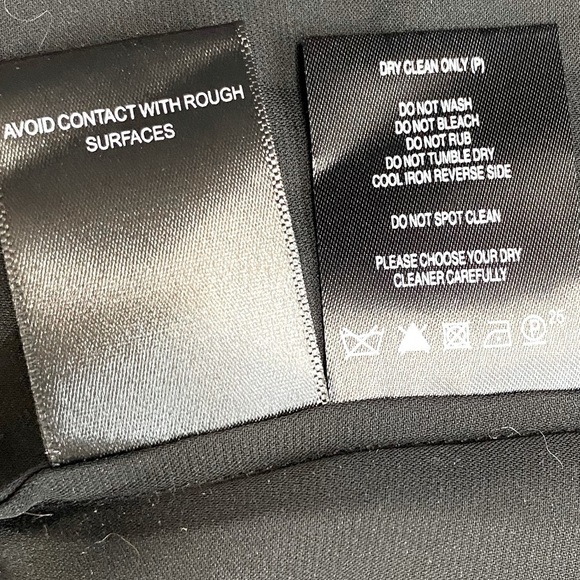 AVOID CONTACT WITH ROUGH
SURFACES
DRY CLEAN ONLY (P)
DO NOT WASH
DO NOT BLEACH
DO NOT RUB
DO NOT TUMBLE DRY
COOL IRON REVERSE SIDE
DO NOT SPOT CLEAN
PLEASE CHOOSE YOUR DRY
CLEANER CAREFULLY
P 26